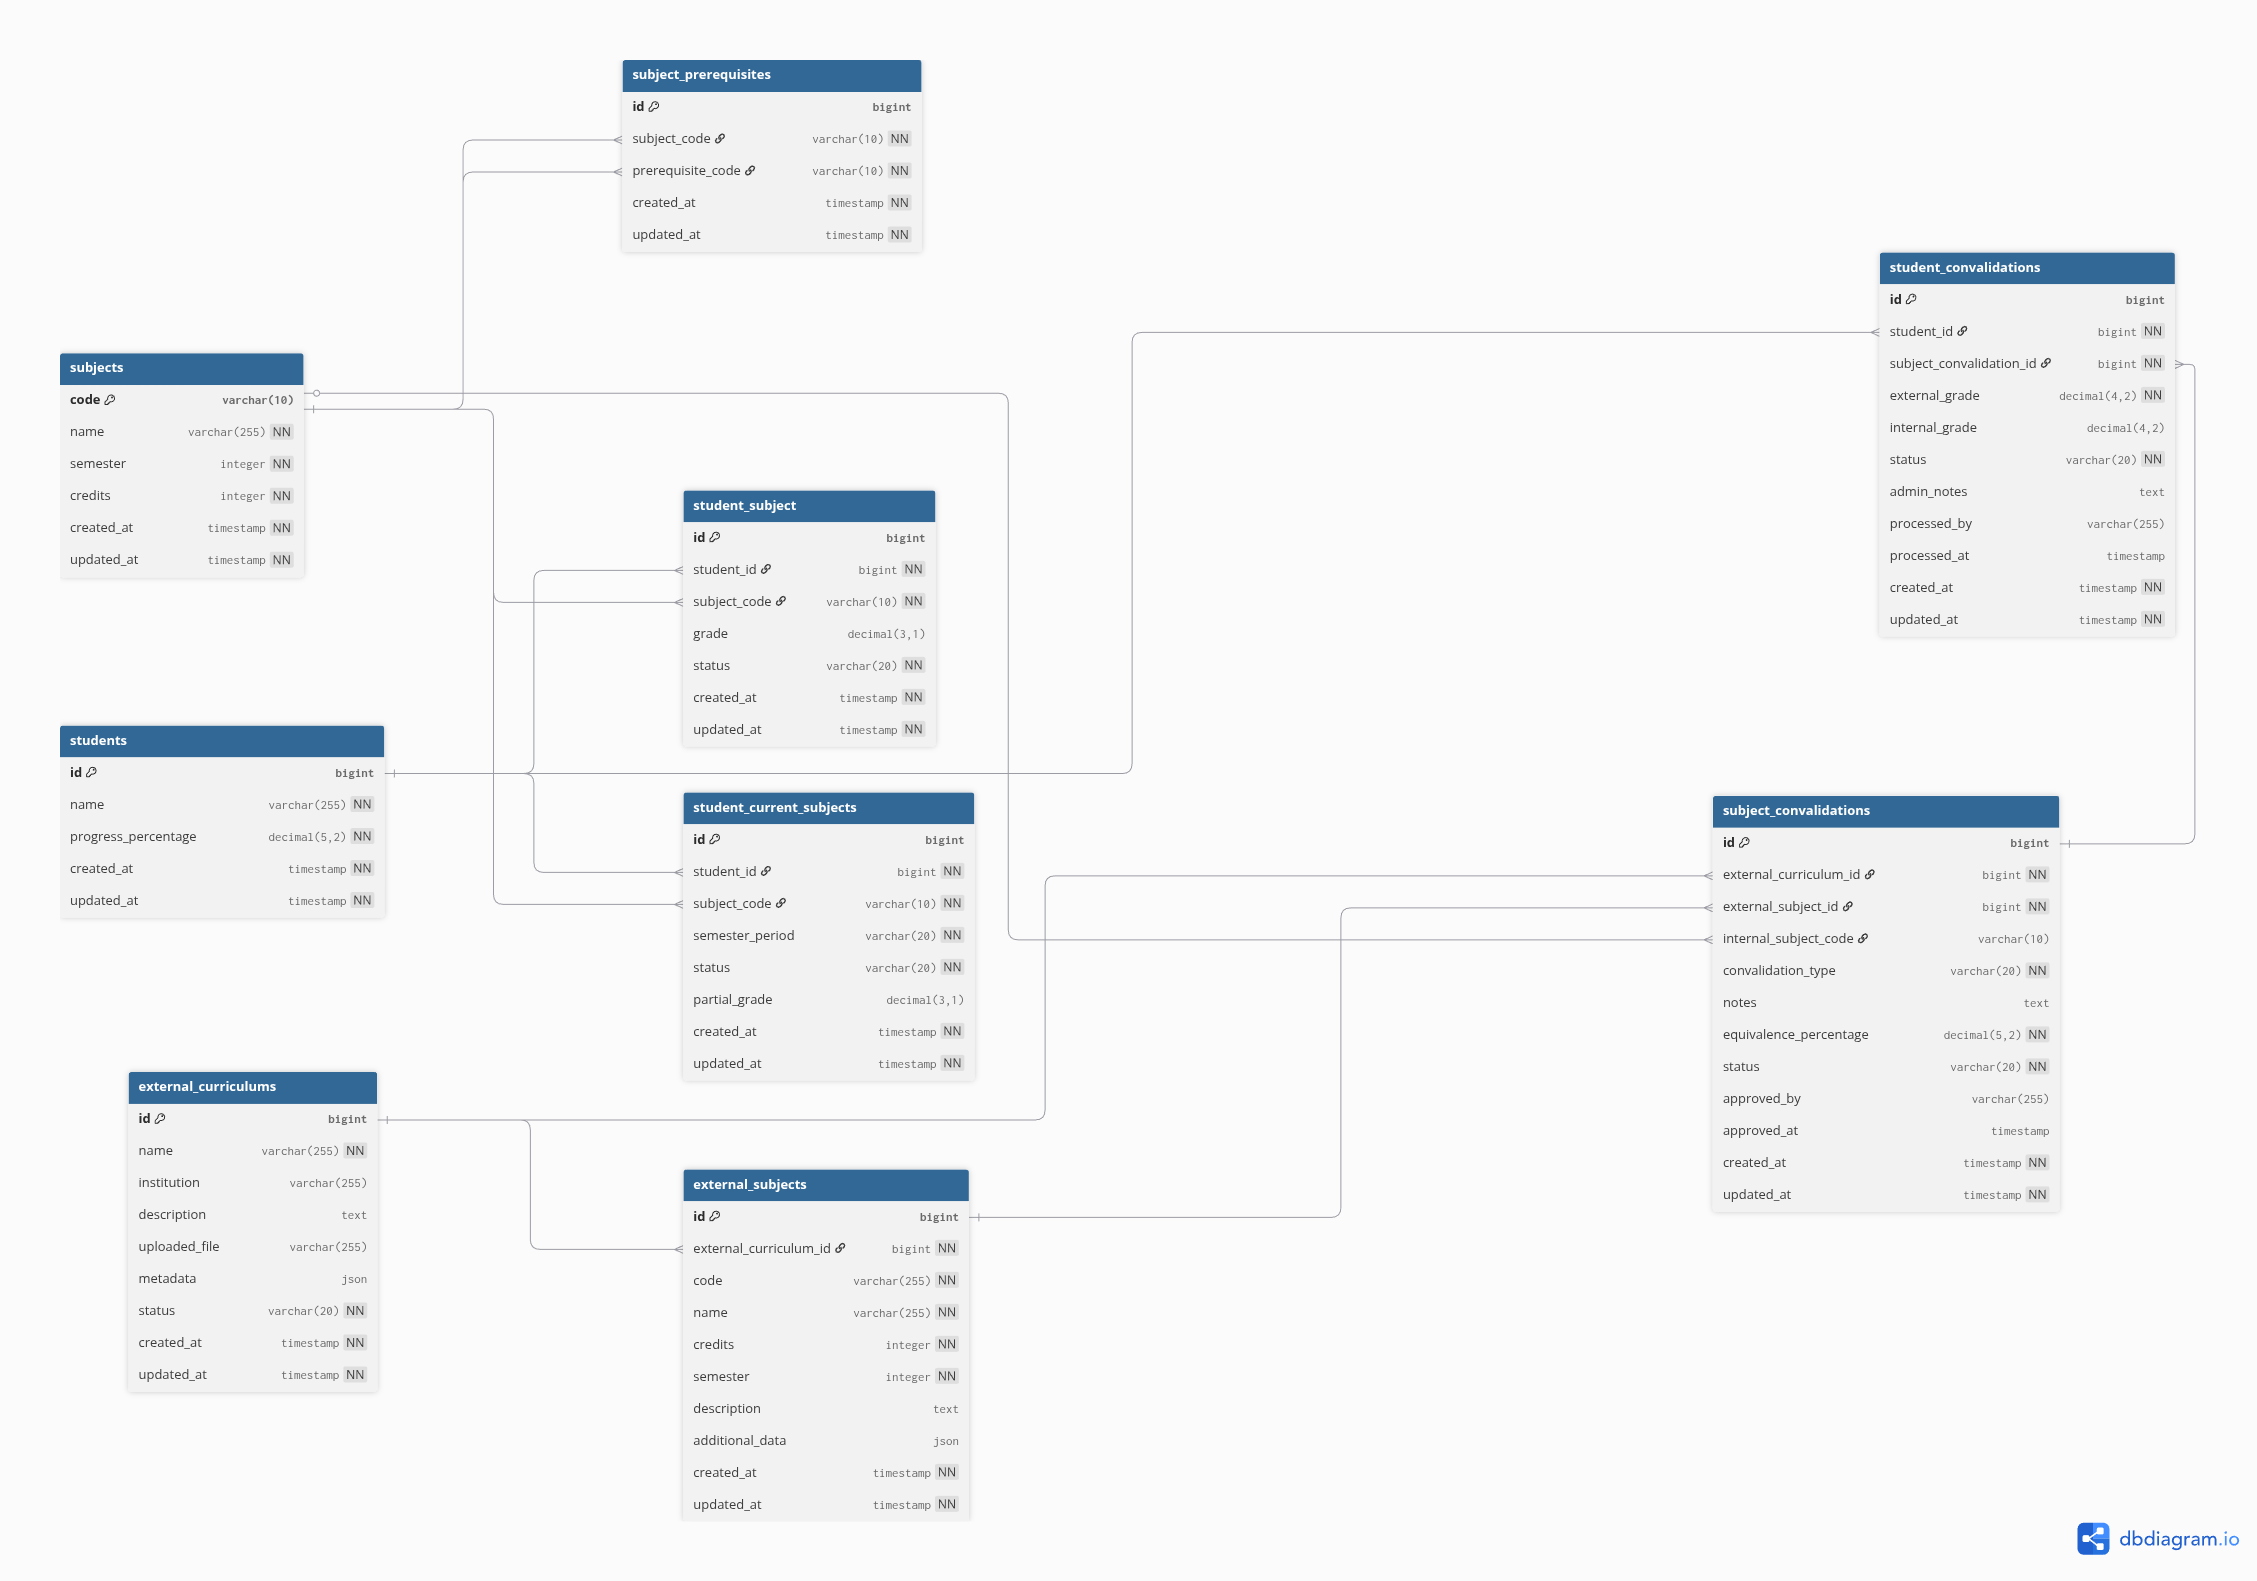 subject_prerequisites
id bigint
subject_code varchar(10) NN
prerequisite_code varchar(10) NN
created_at timestamp NN
updated_at timestamp NN
student_convalidations
id bigint
student_id bigint NN
subject_convalidation_id bigint NN
external_grade decimal(4,2) NN
internal_grade decimal(4,2)
status varchar(20) NN
admin_notes text
processed_by varchar(255)
processed_at timestamp
created_at timestamp NN
updated_at timestamp NN
subjects
code varchar(10)
name varchar(255) NN
semester integer NN
credits integer NN
created_at timestamp NN
updated_at timestamp NN
student_subject
id bigint
student_id bigint NN
subject_code varchar(10) NN
grade decimal(3,1)
status varchar(20) NN
created_at timestamp NN
updated_at timestamp NN
students
id bigint
name varchar(255) NN
progress_percentage decimal(5,2) NN
created_at timestamp NN
updated_at timestamp NN
student_current_subjects
id bigint
student_id bigint NN
subject_code varchar(10) NN
semester_period varchar(20) NN
status varchar(20) NN
partial_grade decimal(3,1)
created_at timestamp NN
updated_at timestamp NN
subject_convalidations
id bigint
external_curriculum_id bigint NN
external_subject_id bigint NN
internal_subject_code varchar(10)
convalidation_type varchar(20) NN
notes text
equivalence_percentage decimal(5,2) NN
status varchar(20) NN
approved_by varchar(255)
approved_at timestamp
created_at timestamp NN
updated_at timestamp NN
external_curriculums
id bigint
name varchar(255) NN
institution varchar(255)
description text
uploaded_file varchar(255)
metadata json
status varchar(20) NN
created_at timestamp NN
updated_at timestamp NN
external_subjects
id bigint
external_curriculum_id bigint NN
code varchar(255) NN
name varchar(255) NN
credits integer NN
semester integer NN
description text
additional_data json
created_at timestamp NN
updated_at timestamp NN
dbdiagram.io